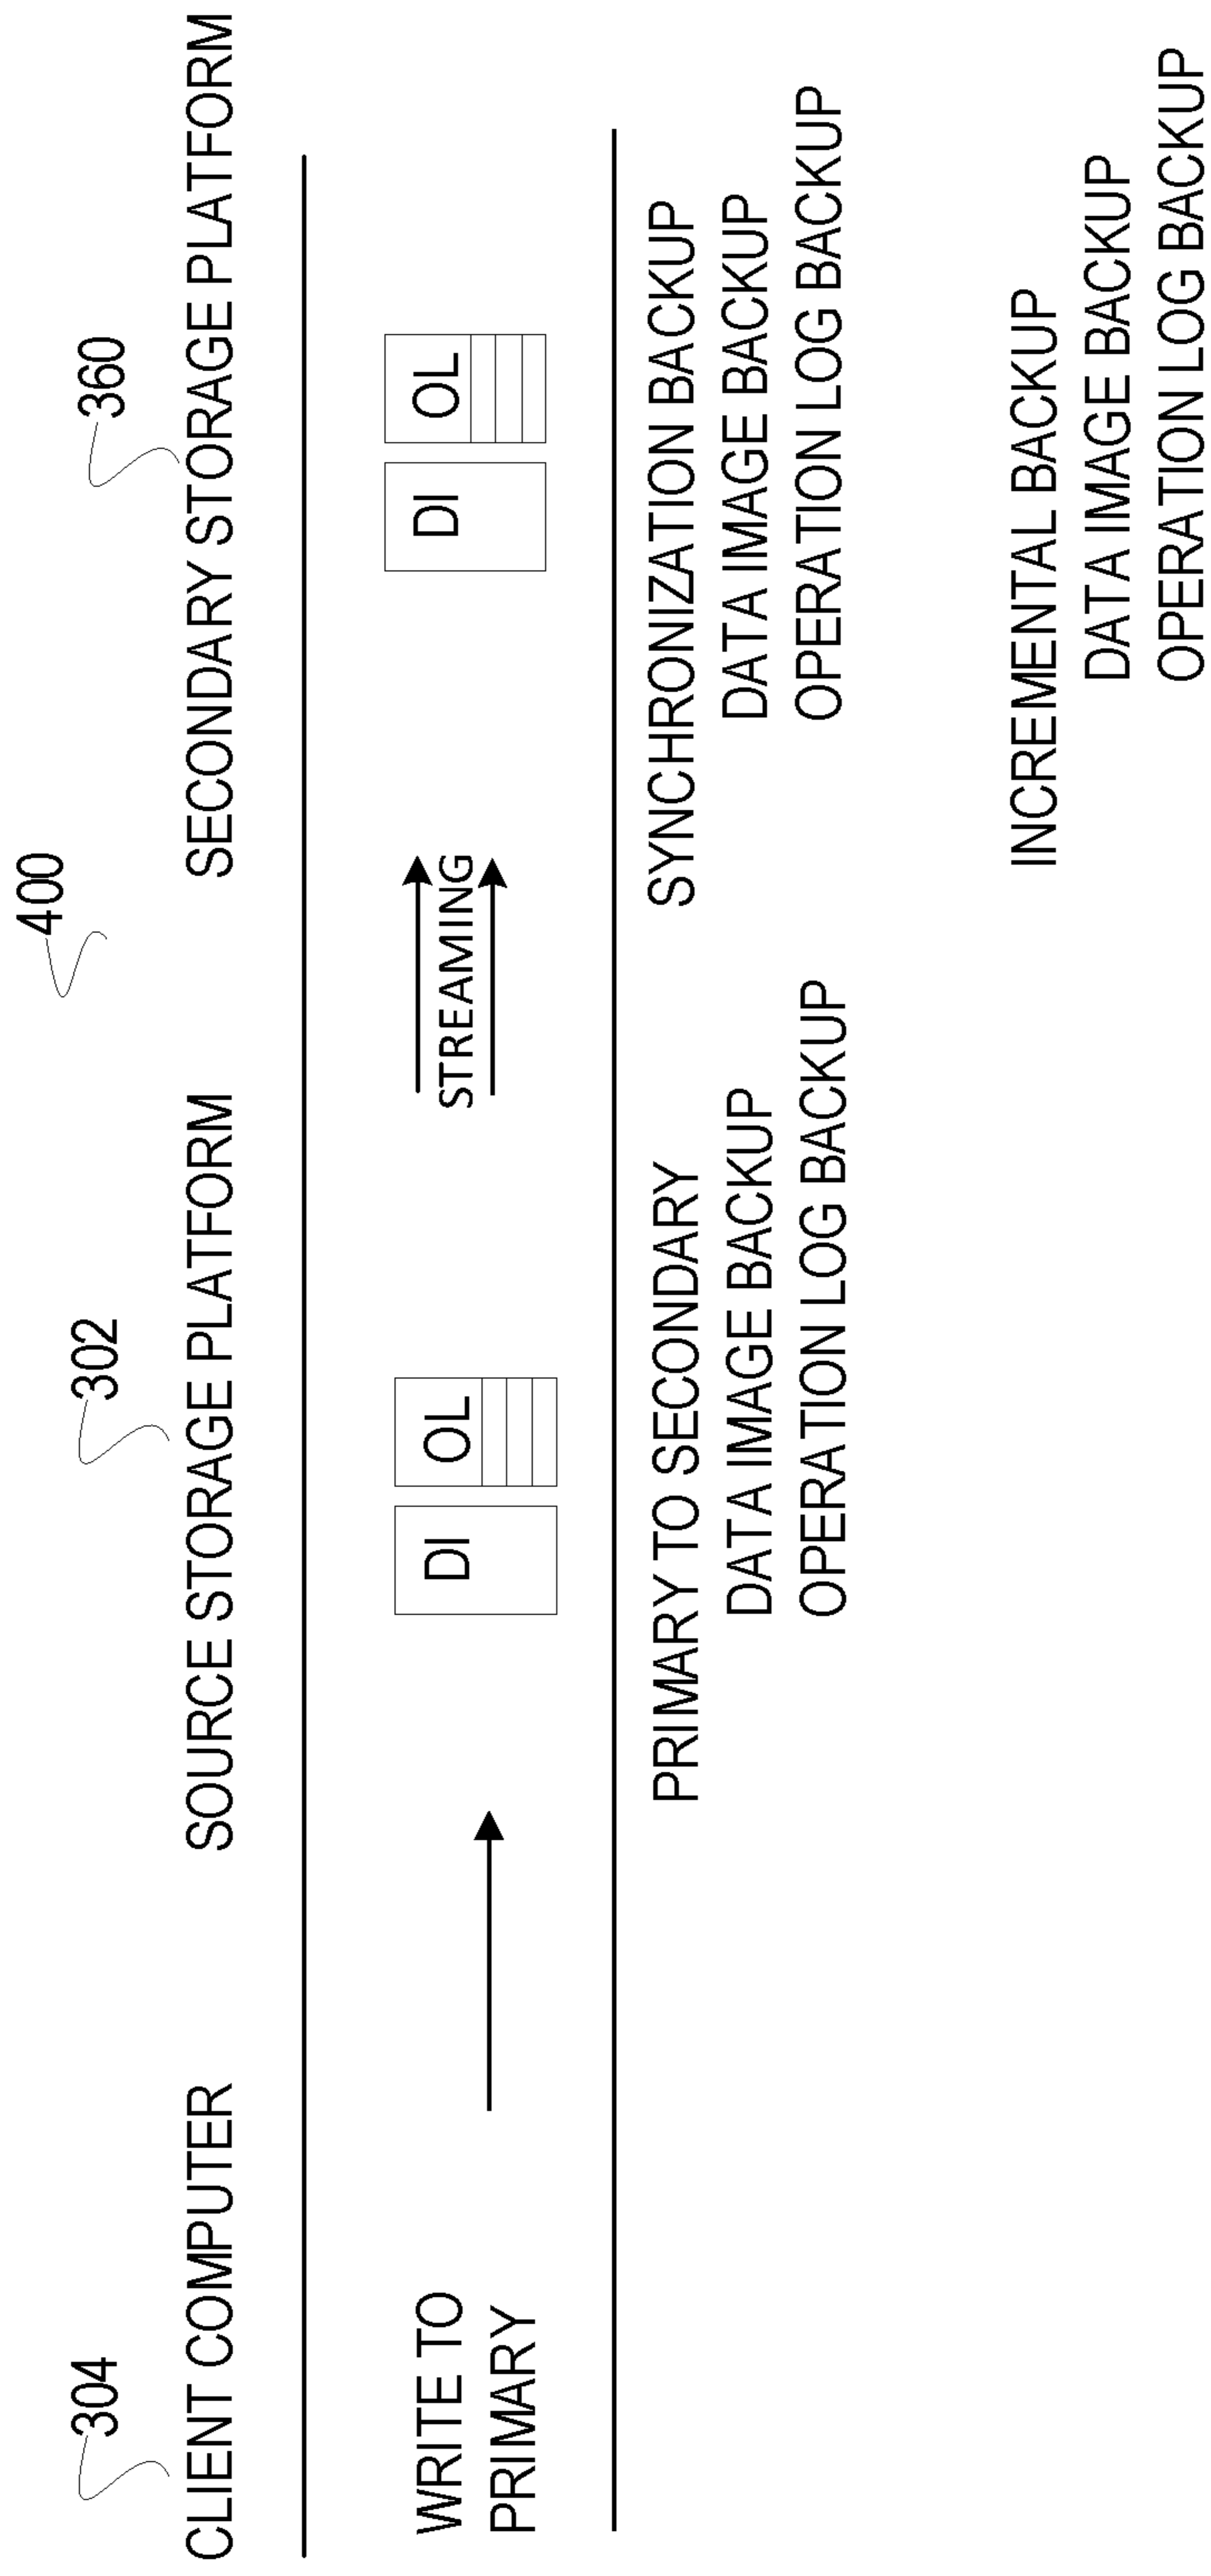 400
304
302
360
CLIENT COMPUTER
SOURCE STORAGE PLATFORM
SECONDARY STORAGE PLATFORM
WRITE TO
PRIMARY
DI
OL
STREAMING
DI
OL
PRIMARY TO SECONDARY
DATA IMAGE BACKUP
OPERATION LOG BACKUP
SYNCHRONIZATION BACKUP
DATA IMAGE BACKUP
OPERATION LOG BACKUP
INCREMENTAL BACKUP
DATA IMAGE BACKUP
OPERATION LOG BACKUP